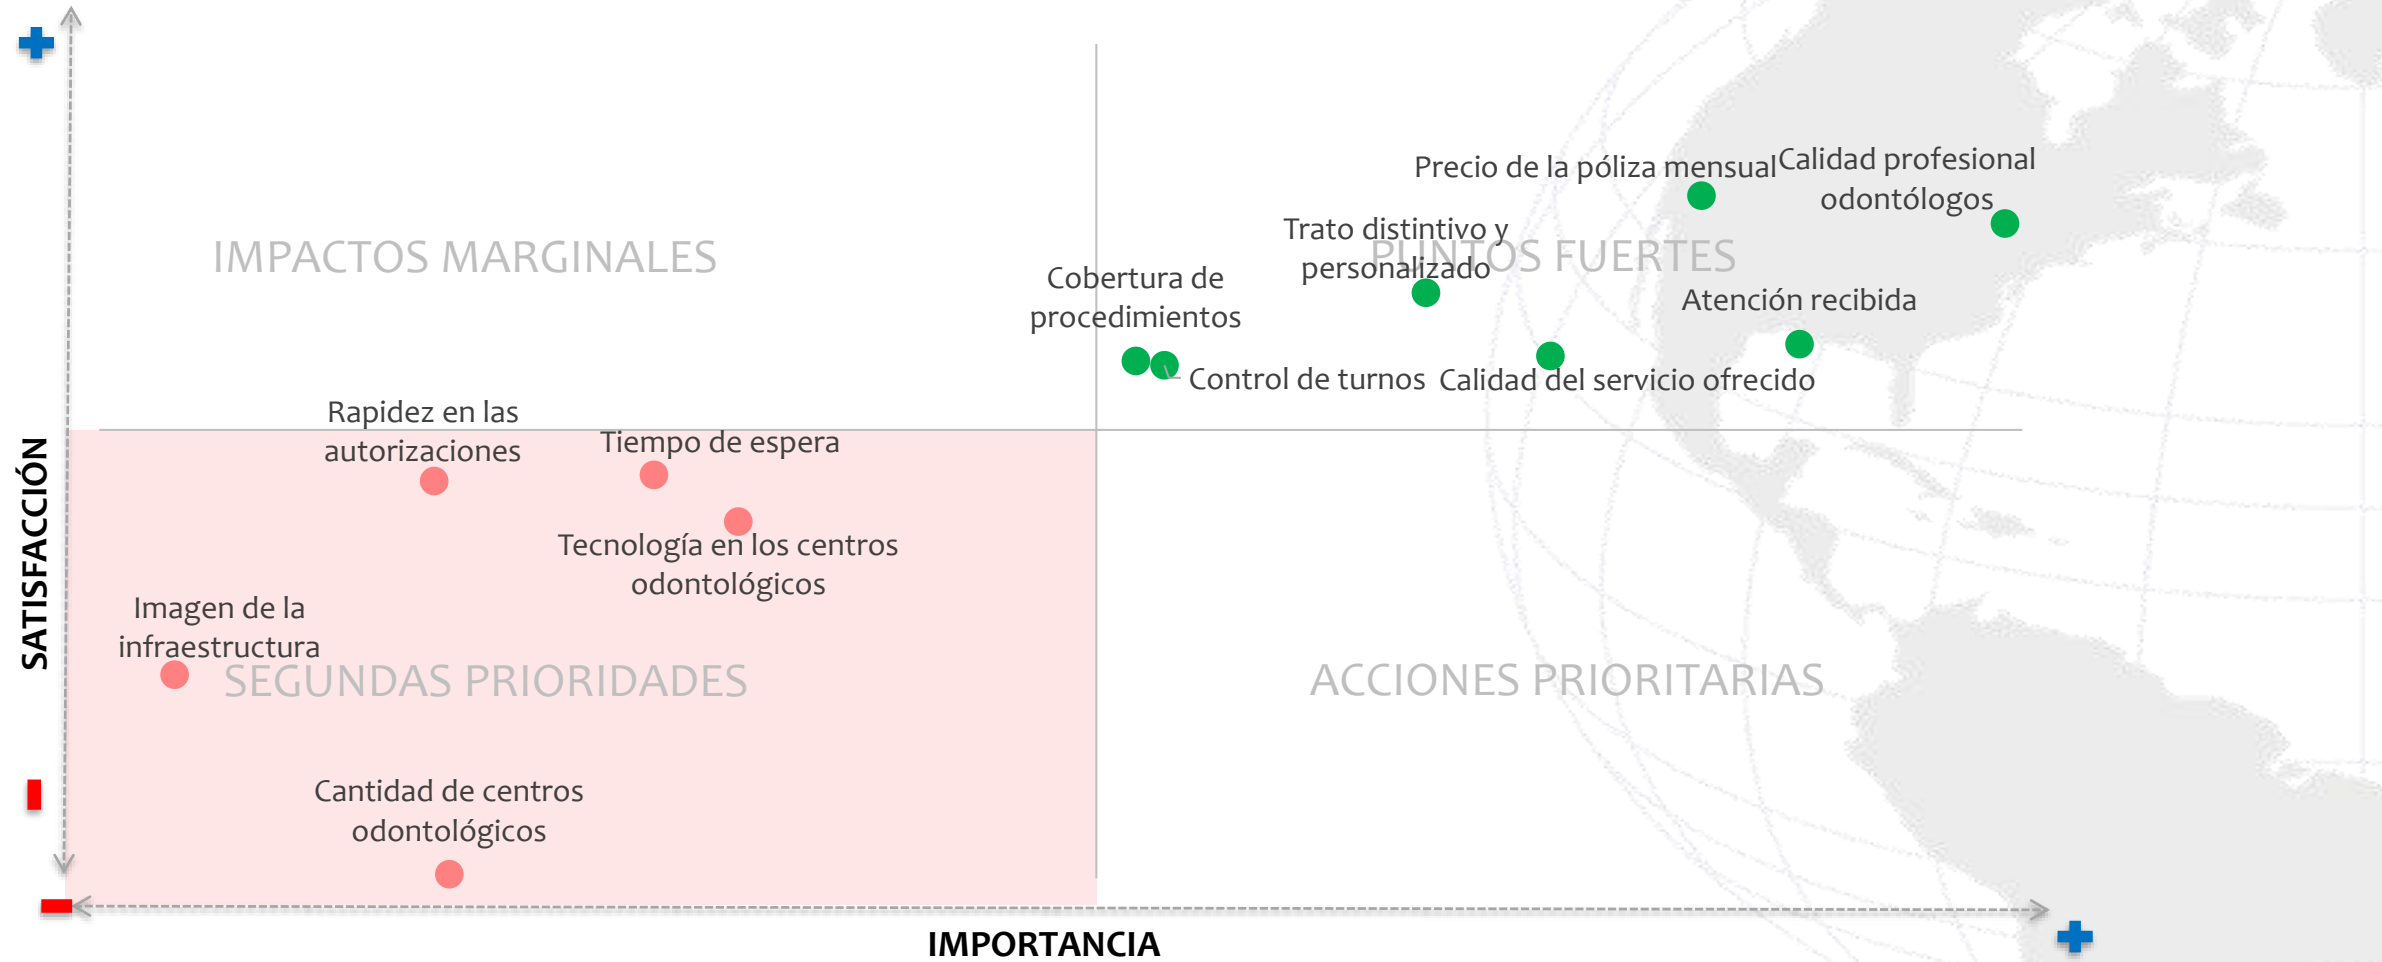 Precio de la póliza mensual
Calidad profesional
odontólogos
Trato distintivo y
personalizado
IMPACTOS MARGINALES
PUNTOS FUERTES
Cobertura de
procedimientos
Atención recibida
Control de turnos
Calidad del servicio ofrecido
Rapidez en las
autorizaciones
Tiempo de espera
Tecnología en los centros
odontológicos
SATISFACCIÓN
Imagen de la
infraestructura
SEGUNDAS PRIORIDADES
ACCIONES PRIORITARIAS
Cantidad de centros
odontológicos
IMPORTANCIA